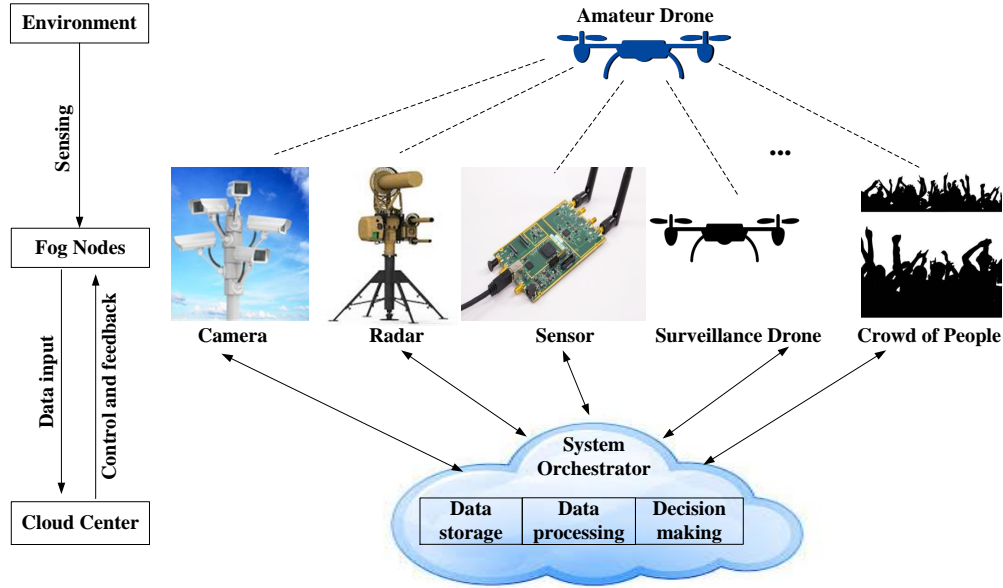 Environment
Amateur Drone
Sensing
...
Fog Nodes
Camera
Radar
Sensor
Surveillance Drone
Crowd of People
Data input
Control and feedback
System
Orchestrator
Cloud Center
Data
storage
Data
processing
Decision
making